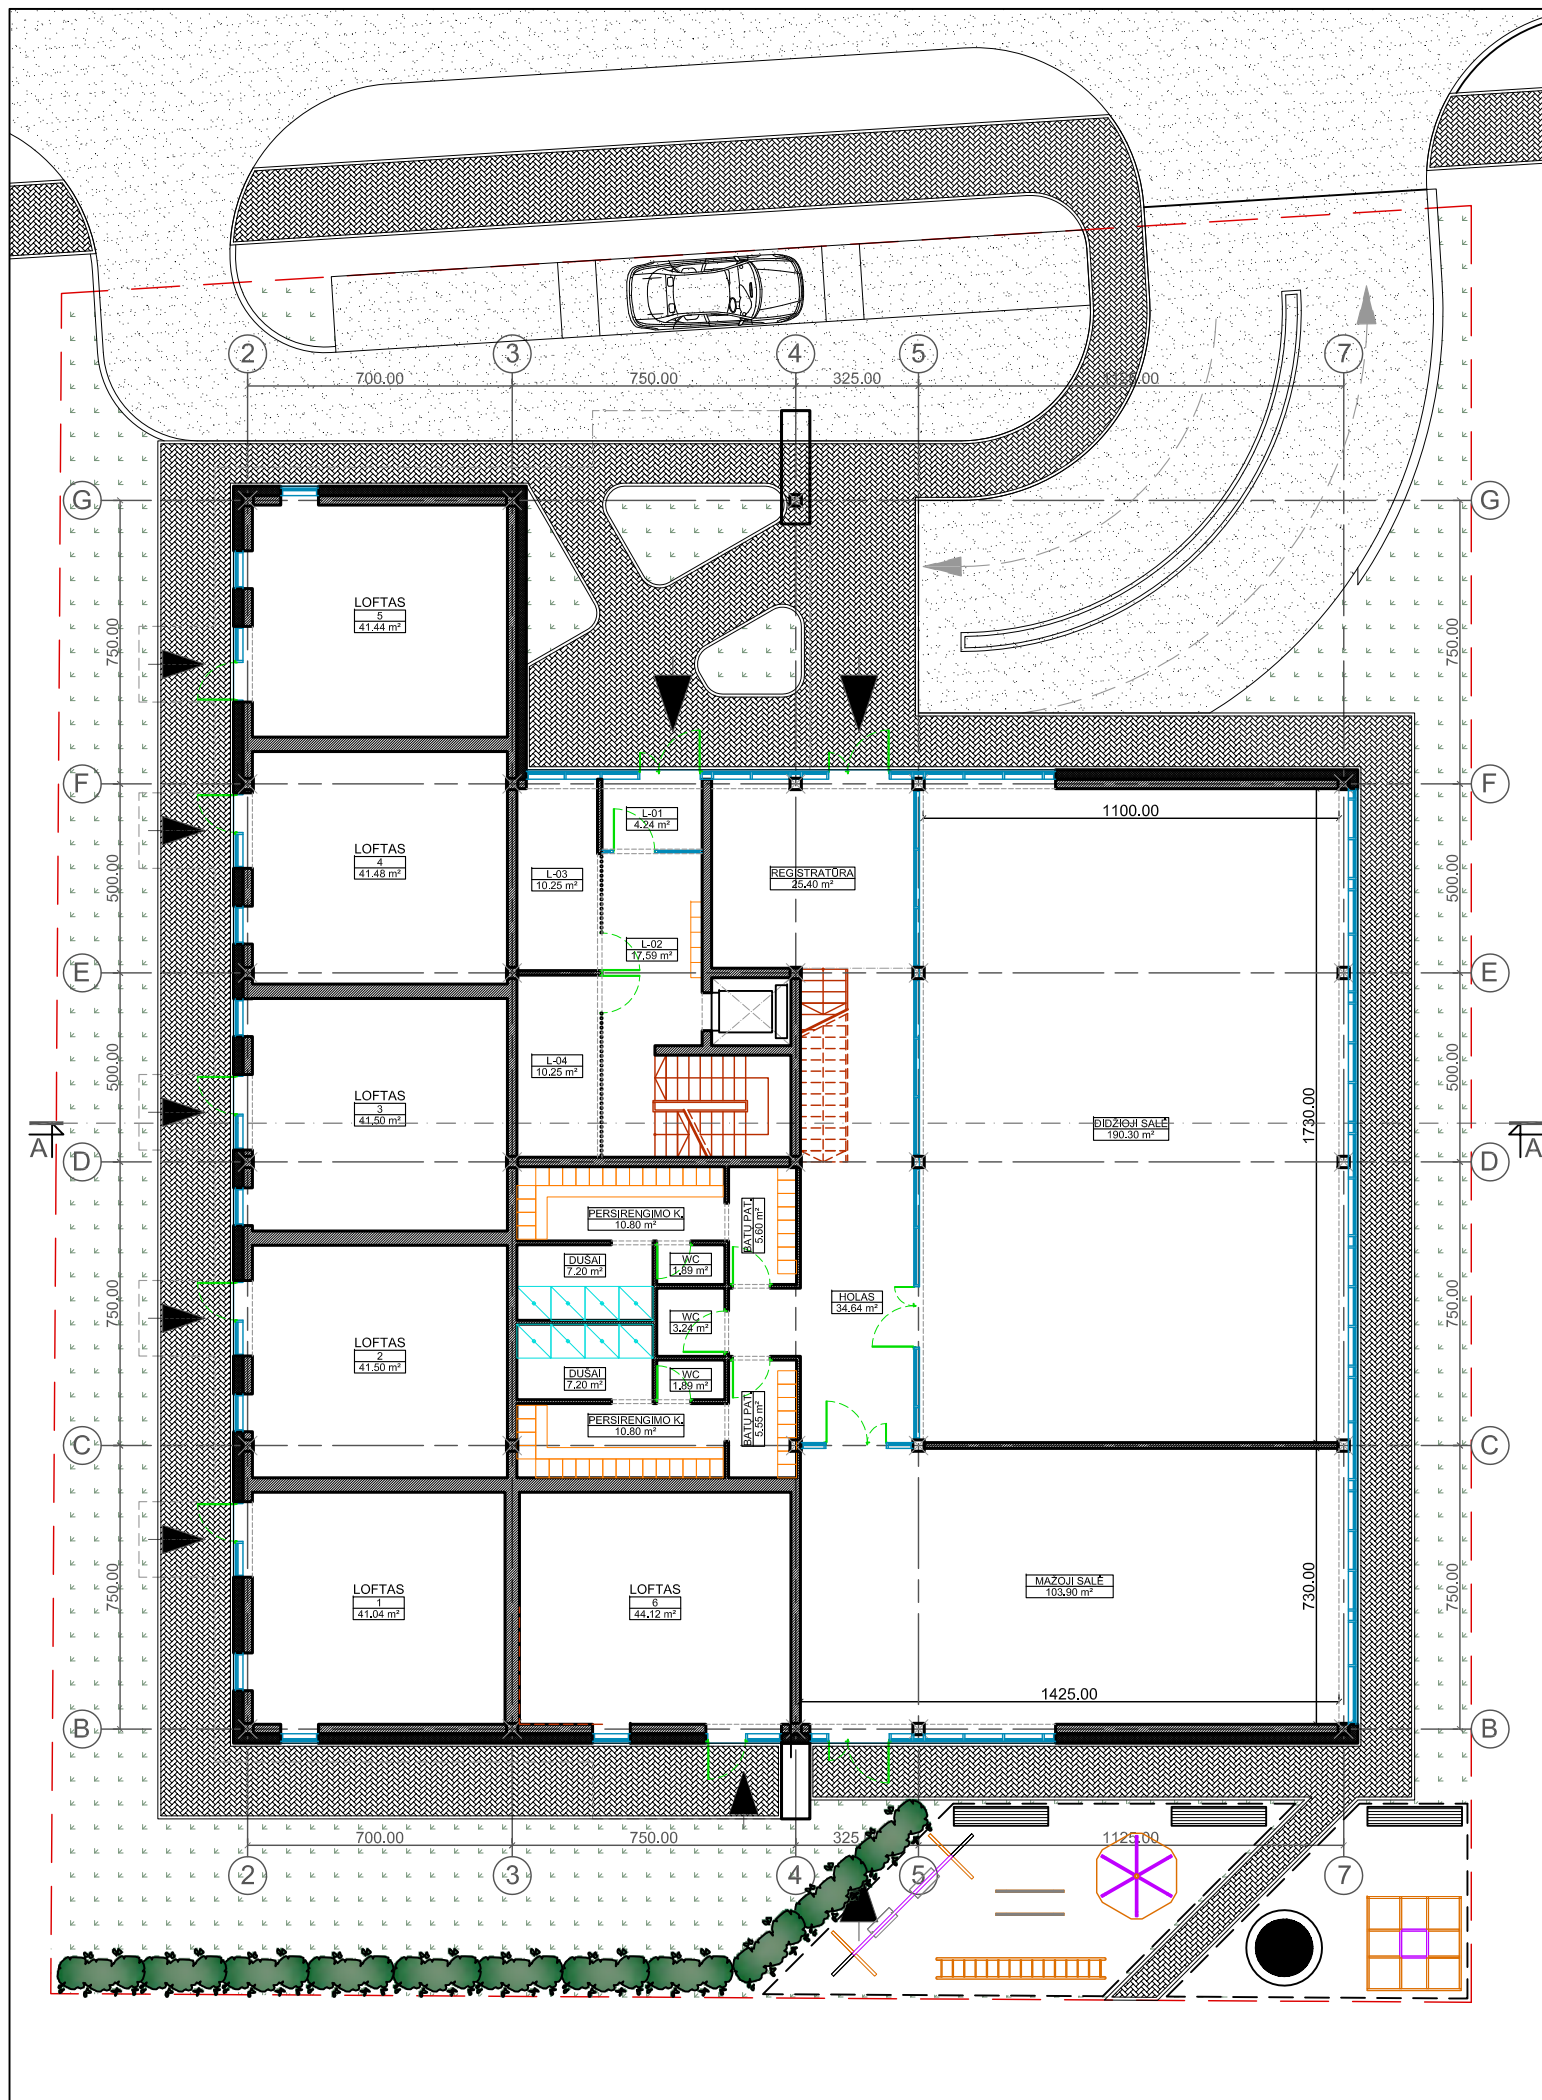 2
3
4
5
7
700.00
750.00
325.00
G
G
LOFTAS
5
41.44 m²
750.00
750.00
F
F
1100.00
L-01
4.24 m²
LOFTAS
4
41.48 m²
L-03
10.25 m²
REGISTRATŪRA
25.40 m²
500.00
500.00
L-02
17.59 m²
E
E
L-04
10.25 m²
500.00
500.00
LOFTAS
3
41.50 m²
1730.00
DIDŽIOJI SALĖ
190.30 m²
A
A
D
D
PERSIRENGIMO K.
10.80 m²
BATŲ PAT.
5.60 m²
DUŠAI
7.20 m²
WC
1.89 m²
HOLAS
34.64 m²
750.00
750.00
WC
3.24 m²
LOFTAS
2
41.50 m²
DUŠAI
7.20 m²
WC
1.89 m²
PERSIRENGIMO K.
10.80 m²
BATŲ PAT.
5.55 m²
C
C
LOFTAS
1
41.04 m²
LOFTAS
6
44.12 m²
MAŽOJI SALĖ
103.90 m²
730.00
750.00
750.00
1425.00
B
B
700.00
750.00
325
1125.00
2
3
4
5
7